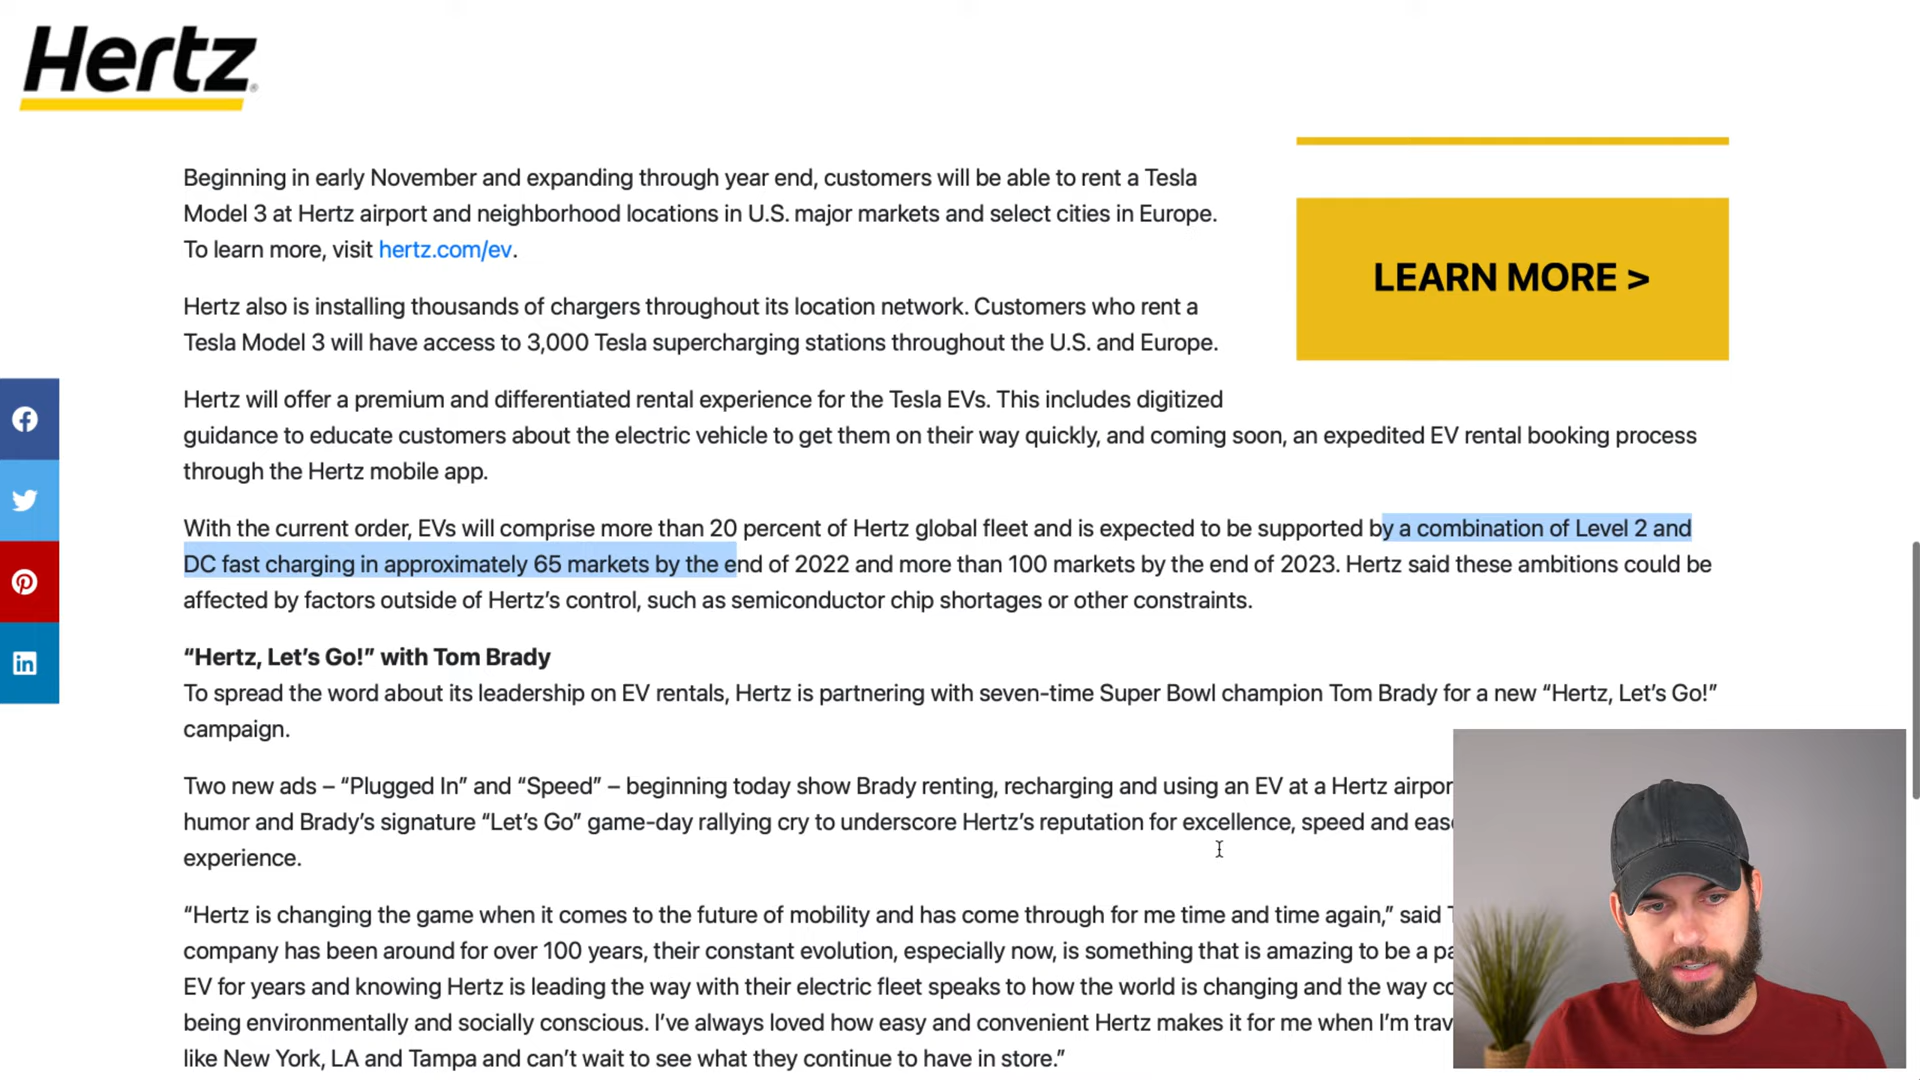 Hertz
Beginning in early November and expanding through year end, customers will be able to rent a Tesla
Model 3 at Hertz airport and neighborhood locations in U.S. major markets and select cities in Europe.
To learn more, visit hertz.com/ev.
LEARN MORE >
Hertz also is installing thousands of chargers throughout its location network. Customers who rent a
Tesla Model 3 will have access to 3,000 Tesla supercharging stations throughout the U.S. and Europe.
Hertz will offer a premium and differentiated rental experience for the Tesla EVs. This includes digitized
guidance to educate customers about the electric vehicle to get them on their way quickly, and coming soon, an expedited EV rental booking process
through the Hertz mobile app.
With the current order, EVs will comprise more than 20 percent of Hertz global fleet and is expected to be supported by a combination of Level 2 and
DC fast charging in approximately 65 markets by the end of 2022 and more than 100 markets by the end of 2023. Hertz said these ambitions could be
affected by factors outside of Hertz’s control, such as semiconductor chip shortages or other constraints.
“Hertz, Let’s Go!” with Tom Brady
To spread the word about its leadership on EV rentals, Hertz is partnering with seven-time Super Bowl champion Tom Brady for a new “Hertz, Let’s Go!”
campaign.
Two new ads – “Plugged In” and “Speed” – beginning today show Brady renting, recharging and using an EV at a Hertz airpor
humor and Brady’s signature “Let’s Go” game-day rallying cry to underscore Hertz’s reputation for excellence, speed and eas
experience.
“Hertz is changing the game when it comes to the future of mobility and has come through for me time and time again,” said
company has been around for over 100 years, their constant evolution, especially now, is something that is amazing to be a pa
EV for years and knowing Hertz is leading the way with their electric fleet speaks to how the world is changing and the way co
being environmentally and socially conscious. I’ve always loved how easy and convenient Hertz makes it for me when I’m trav
like New York, LA and Tampa and can’t wait to see what they continue to have in store.”